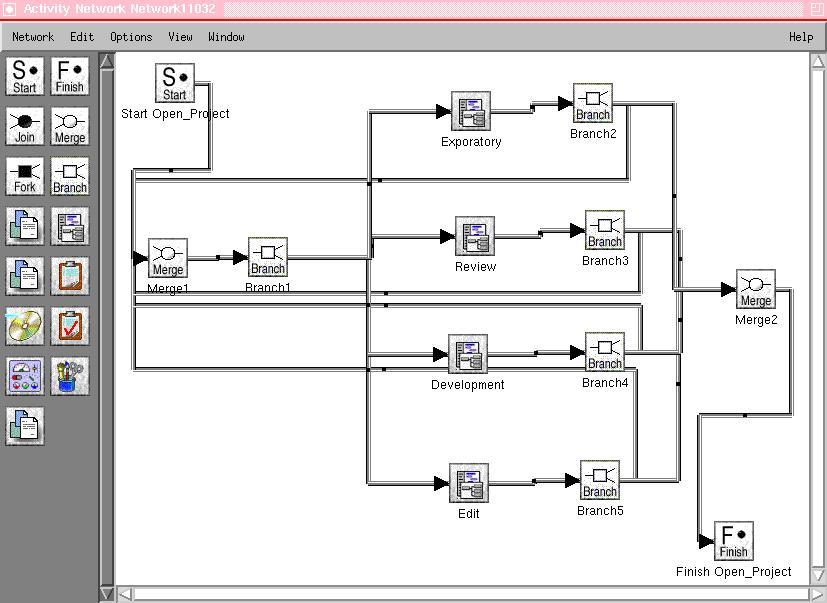 Activity Network Network11032
Network Edit Options View Window Help
S Start
F Finish
Join
Merge
Fork
Branch
S Start
Start Open_Project
Branch
Exporatory
Branch2
Branch
Review
Branch3
Merge
Merge1
Branch
Branch1
Merge
Merge2
Branch
Development
Branch4
Branch
Edit
Branch5
F Finish
Finish Open_Project